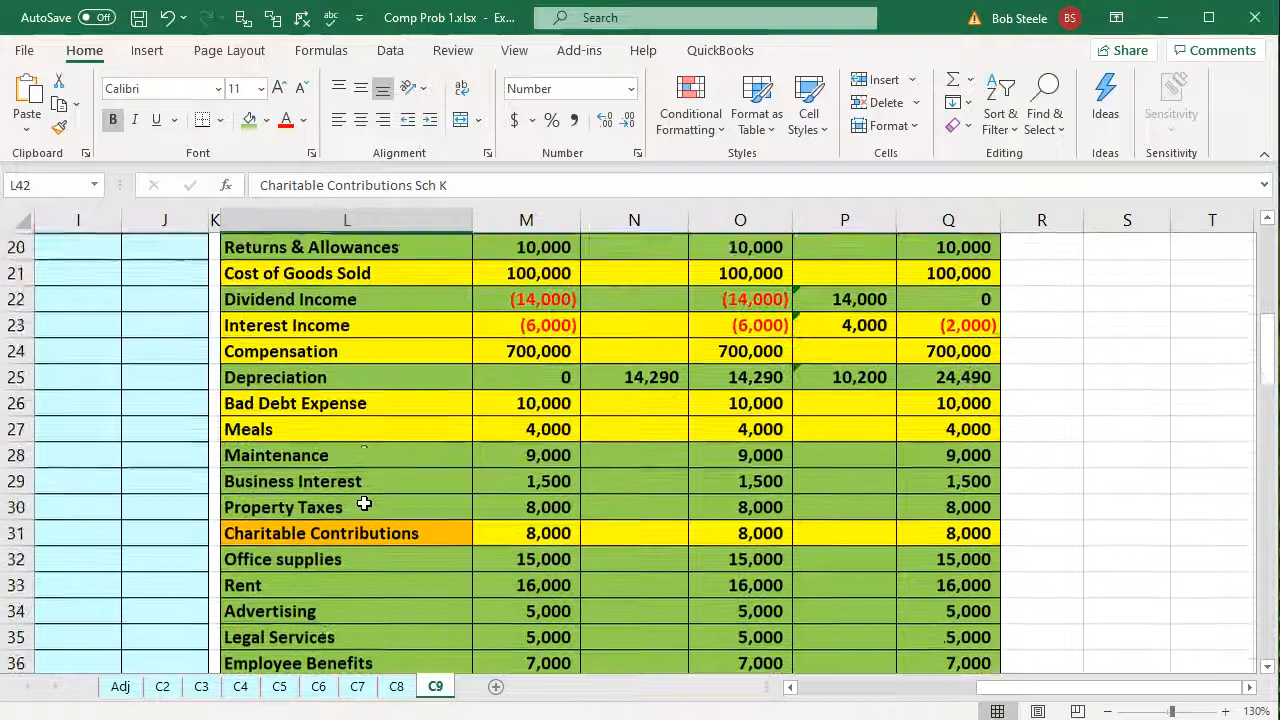 AutoSave Off Comp Prob 1.xlsx - Ex... Search Bob Steele BS
File Home Insert Page Layout Formulas Data Review View Add-ins Help QuickBooks Share Comments
Paste Calibri 11 Number Conditional Formatting Format as Table Cell Styles Insert Delete Format Sort & Filter Find & Select Ideas Sensitivity
Clipboard Font Alignment Number Styles Cells Editing Ideas Sensitivity
L42 fx Charitable Contributions Sch K
I J K L M N O P Q R S T
20 Returns & Allowances 10,000 10,000 10,000
21 Cost of Goods Sold 100,000 100,000 100,000
22 Dividend Income (14,000) (14,000) 14,000 0
23 Interest Income (6,000) (6,000) 4,000 (2,000)
24 Compensation 700,000 700,000 700,000
25 Depreciation 0 14,290 14,290 10,200 24,490
26 Bad Debt Expense 10,000 10,000 10,000
27 Meals 4,000 4,000 4,000
28 Maintenance 9,000 9,000 9,000
29 Business Interest 1,500 1,500 1,500
30 Property Taxes 8,000 8,000 8,000
31 Charitable Contributions 8,000 8,000 8,000
32 Office supplies 15,000 15,000 15,000
33 Rent 16,000 16,000 16,000
34 Advertising 5,000 5,000 5,000
35 Legal Services 5,000 5,000 5,000
36 Employee Benefits 7,000 7,000 7,000
Adj C2 C3 C4 C5 C6 C7 C8 C9
130%